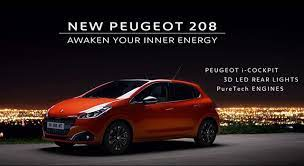 NEW PEUGEOT 208
AWAKEN YOUR INNER ENERGY
PEUGEOT i-COCKPIT
3D LED REAR LIGHTS
PureTech ENGINES